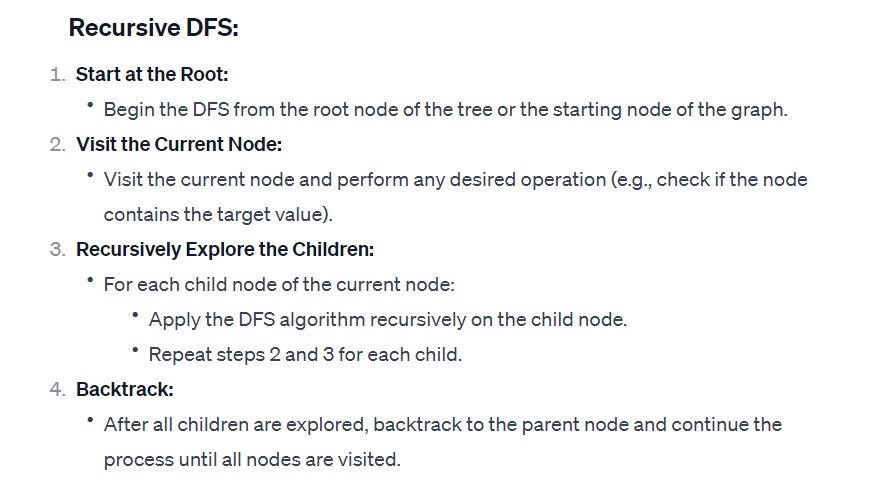 Recursive DFS:
1. Start at the Root:
• Begin the DFS from the root node of the tree or the starting node of the graph.
2. Visit the Current Node:
• Visit the current node and perform any desired operation (e.g., check if the node
contains the target value).
3. Recursively Explore the Children:
• For each child node of the current node:
• Apply the DFS algorithm recursively on the child node.
• Repeat steps 2 and 3 for each child.
4. Backtrack:
• After all children are explored, backtrack to the parent node and continue the
process until all nodes are visited.